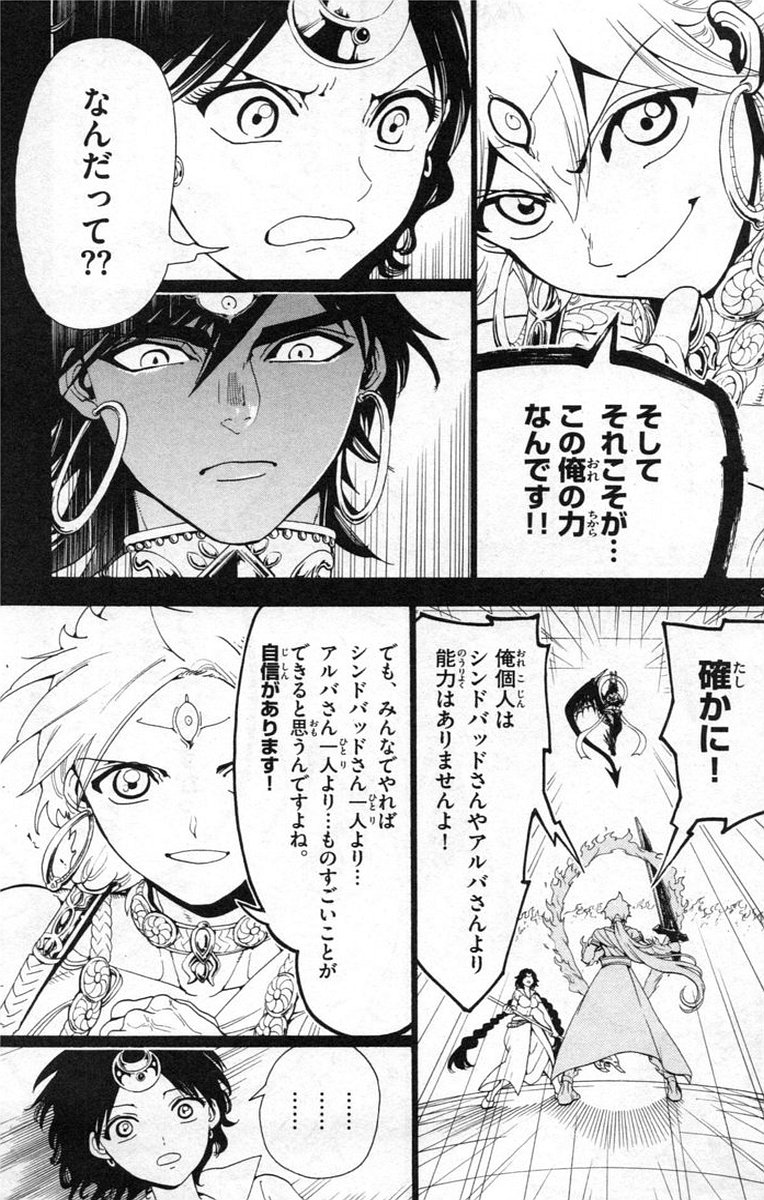 そして
それこそが…
この俺の力
なんです!!
なんだって??
確かに！
俺個人は
シンドバッドさんやアルバさんより
能力はありませんよ！
でも、みんなでやれば
シンドバッドさん一人より…
アルバさん一人より…ものすごいことが
できると思うんですよね。
自信があります！
……
……